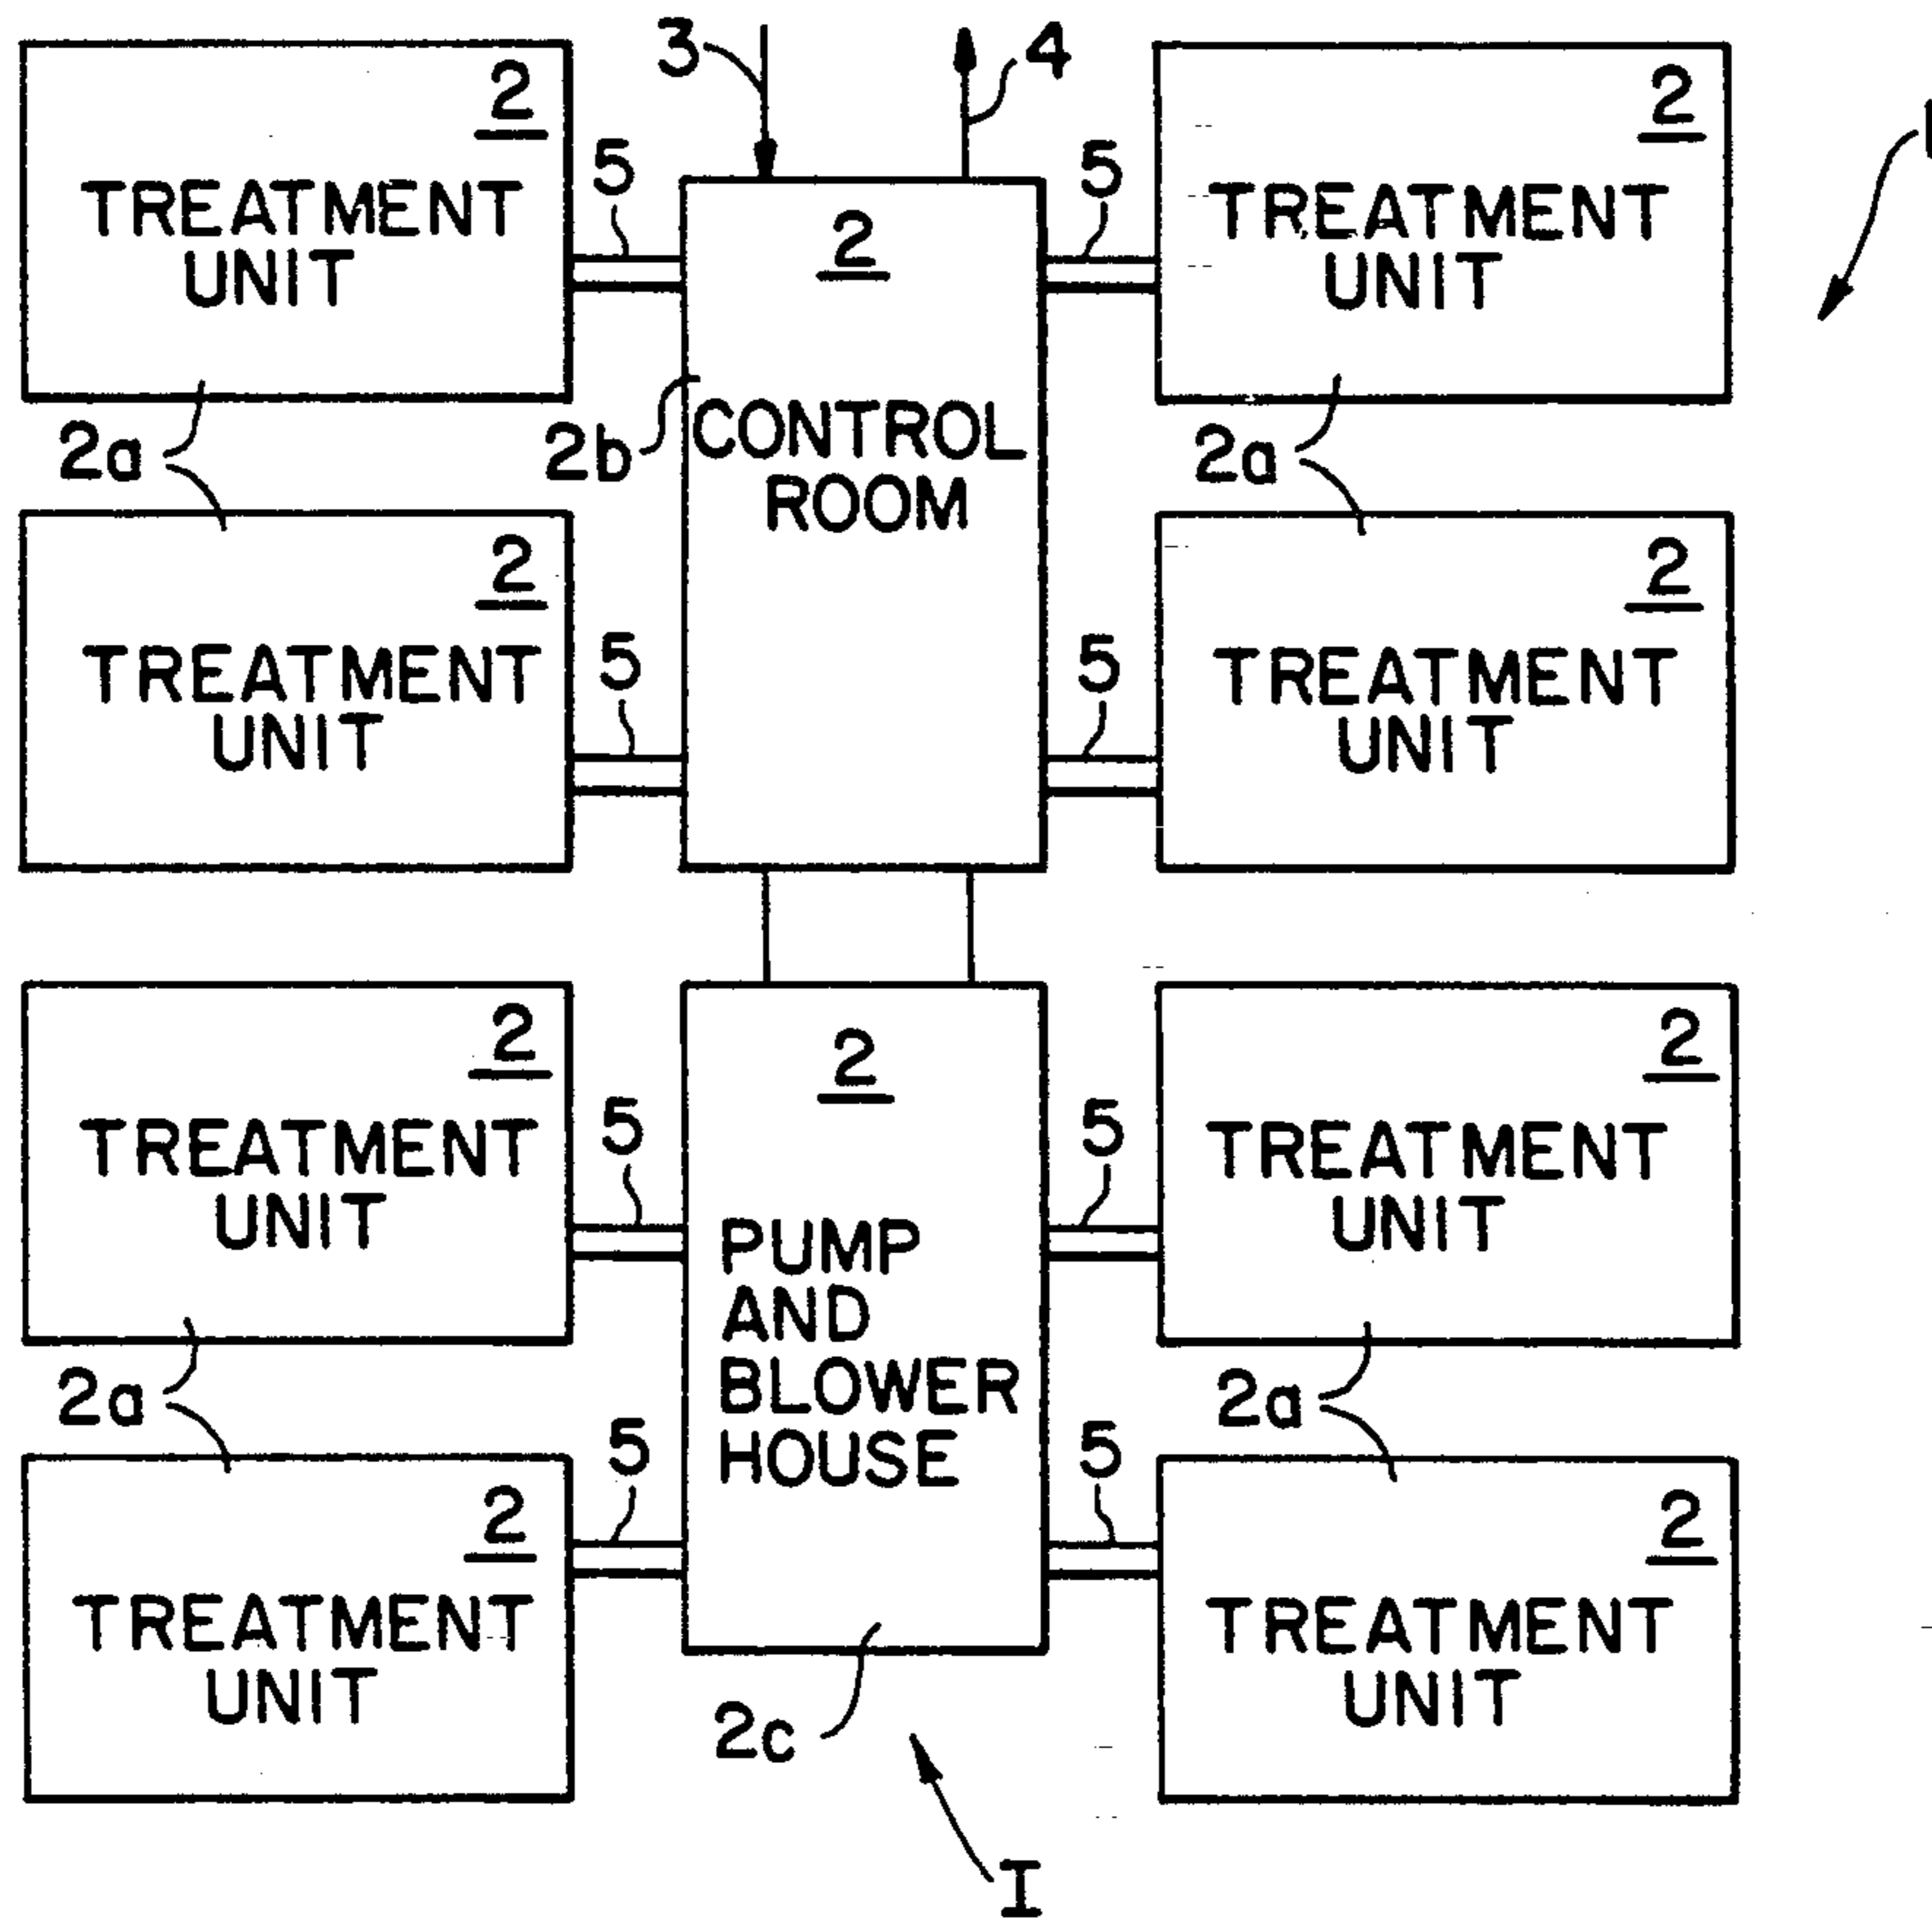 3
4
2
2
1
5
5
TREATMENT
UNIT
2
TREATMENT
UNIT
2a
2b
CONTROL
ROOM
2a
2
2
TREATMENT
UNIT
5
5
TREATMENT
UNIT
2
2
2
TREATMENT
UNIT
5
5
TREATMENT
UNIT
PUMP
AND
BLOWER
HOUSE
2a
2a
5
5
2
2
TREATMENT
UNIT
TREATMENT
UNIT
2c
I